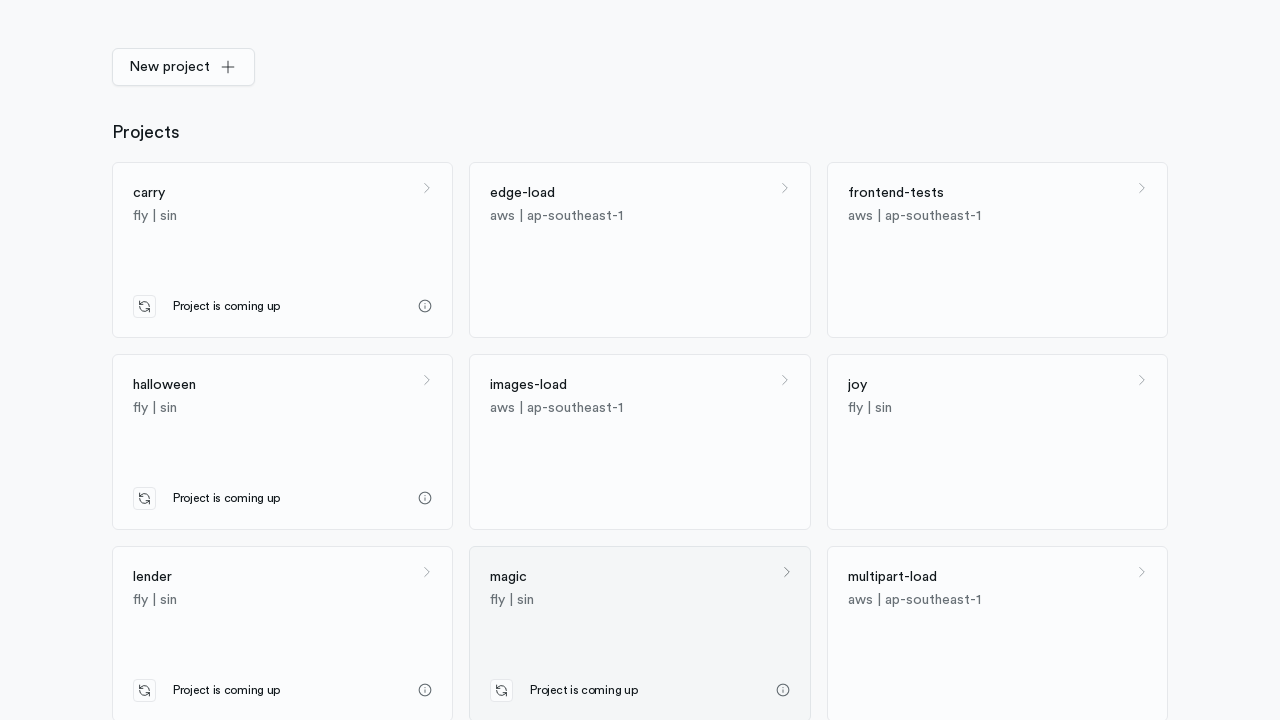 New project
Projects
carry
fly | sin
Project is coming up
edge-load
aws | ap-southeast-1
frontend-tests
aws | ap-southeast-1
halloween
fly | sin
Project is coming up
images-load
aws | ap-southeast-1
joy
fly | sin
lender
fly | sin
Project is coming up
magic
fly | sin
Project is coming up
multipart-load
aws | ap-southeast-1